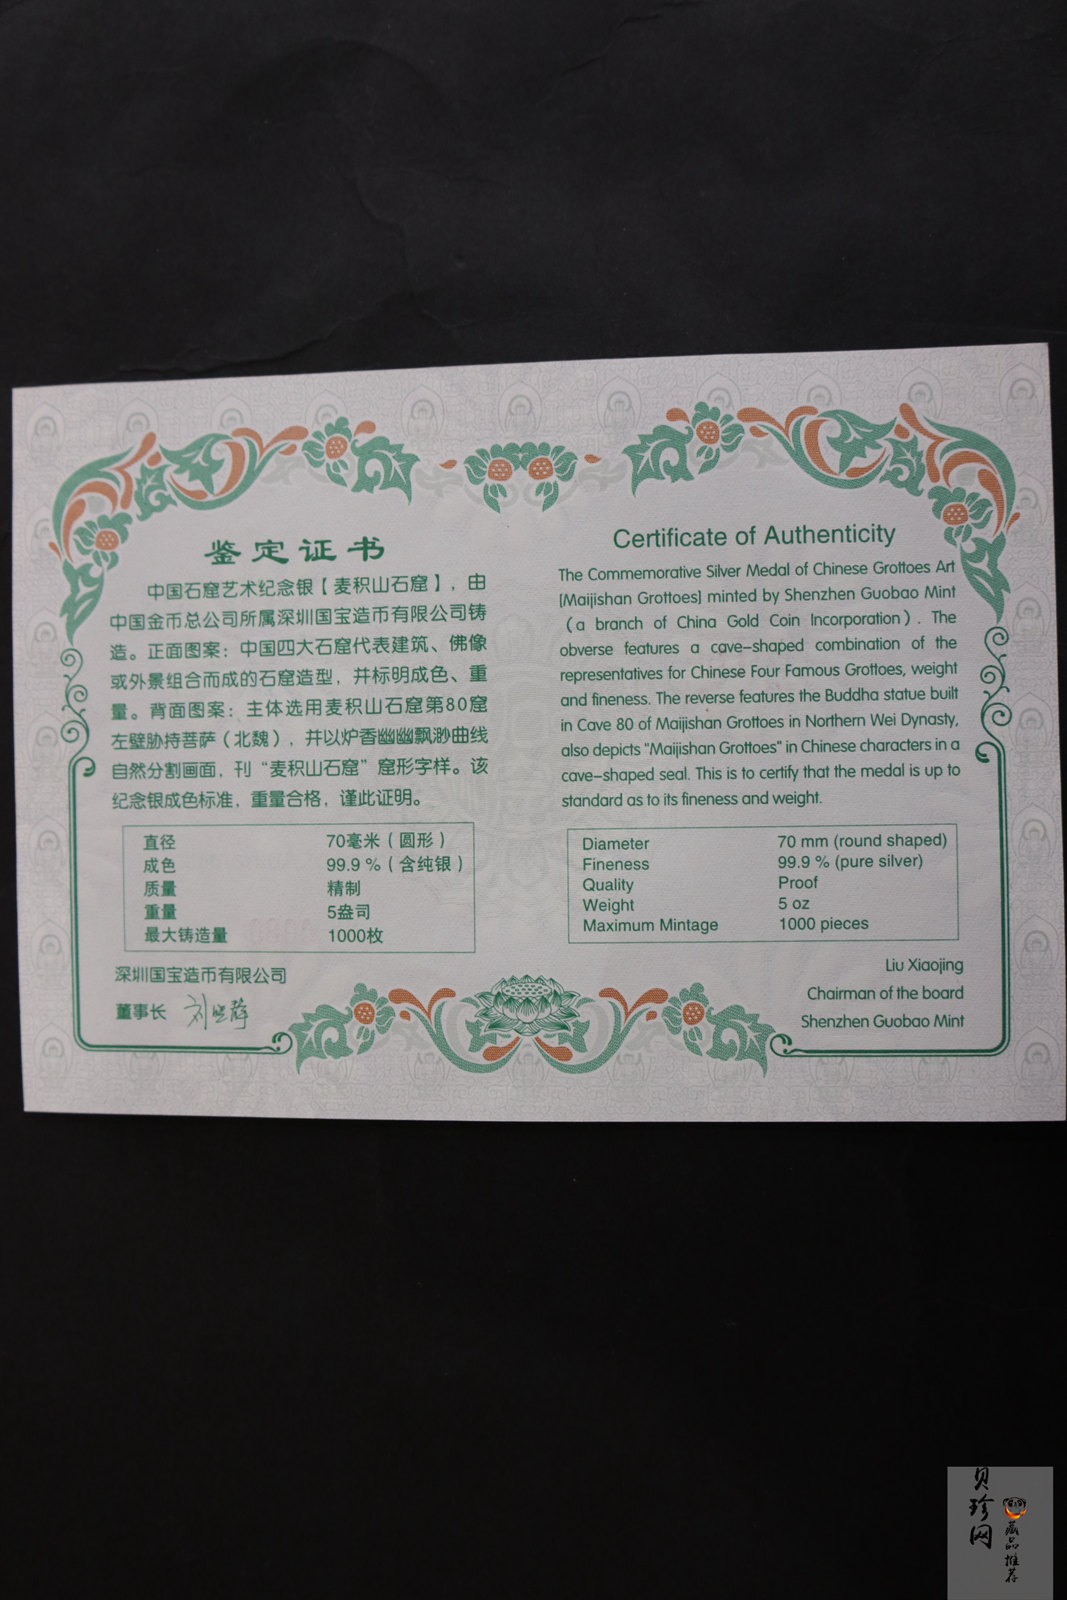 鉴定证书
中国石窟艺术纪念银【麦积山石窟】，由
中国金币总公司所属深圳国宝造币有限公司铸
造。正面图案：中国四大石窟代表建筑、佛像
或外景组合而成的石窟造型，并标明成色、重
量。背面图案：主体选用麦积山石窟第80窟
左壁胁持菩萨（北魏），并以炉香幽幽飘渺曲线
自然分割画面，刊“麦积山石窟”窟形字样。该
纪念银成色标准，重量合格，谨此证明。
直径 70毫米（圆形）
成色 99.9％（含纯银）
质量 精制
重量 5盎司
最大铸造量 1000枚
深圳国宝造币有限公司
董事长 刘晓静
Certificate of Authenticity
The Commemorative Silver Medal of Chinese Grottoes Art
[Maijishan Grottoes] minted by Shenzhen Guobao Mint
（a branch of China Gold Coin Incorporation）. The
obverse features a cave-shaped combination of the
representatives for Chinese Four Famous Grottoes, weight
and fineness. The reverse features the Buddha statue built
in Cave 80 of Maijishan Grottoes in Northern Wei Dynasty,
also depicts "Maijishan Grottoes" in Chinese characters in a
cave-shaped seal. This is to certify that the medal is up to
standard as to its fineness and weight.
Diameter 70 mm (round shaped)
Fineness 99.9 % (pure silver)
Quality Proof
Weight 5 oz
Maximum Mintage 1000 pieces
Liu Xiaojing
Chairman of the board
Shenzhen Guobao Mint
贝珍网
藏品推荐